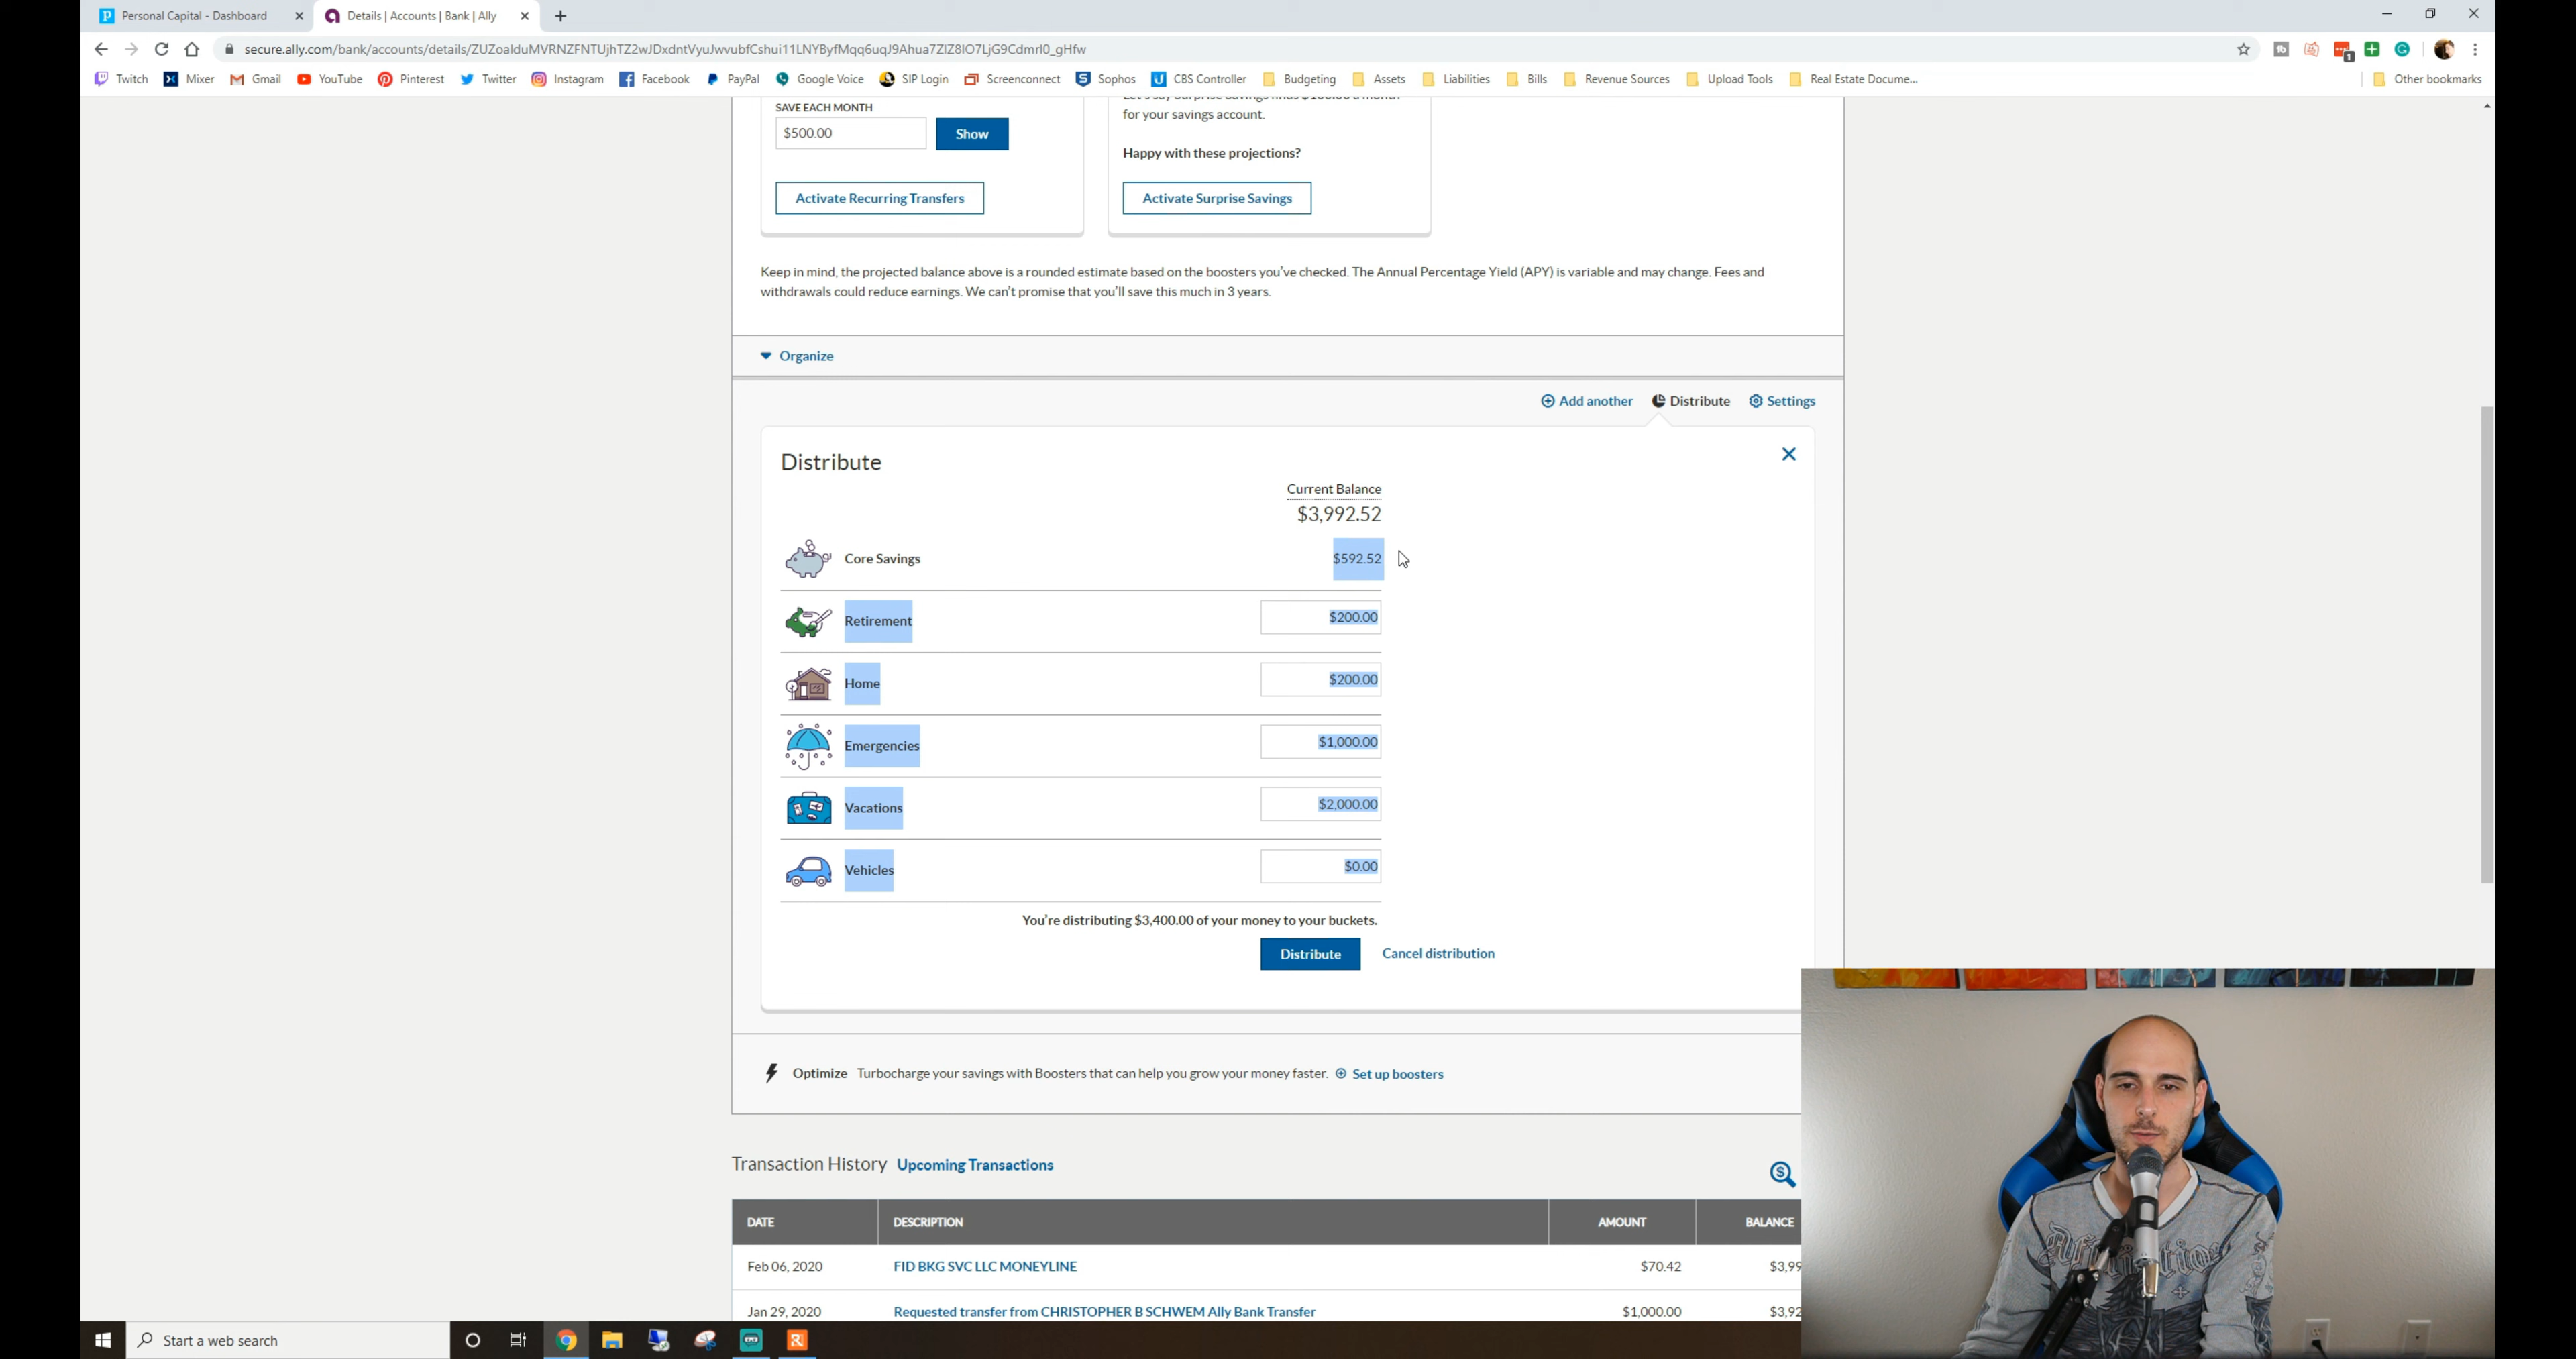 Personal Capital - Dashboard
Details | Accounts | Bank | Ally
secure.ally.com/bank/accounts/details/
Twitch Mixer Gmail YouTube Pinterest Twitter Instagram Facebook PayPal Google Voice SIP Login Screenconnect Sophos CBS Controller Budgeting Assets Liabilities Bills Revenue Sources Upload Tools Real Estate Docume... Other bookmarks
SAVE EACH MONTH
$500.00 Show
for your savings account.
Happy with these projections?
Activate Recurring Transfers
Activate Surprise Savings
Keep in mind, the projected balance above is a rounded estimate based on the boosters you've checked. The Annual Percentage Yield (APY) is variable and may change. Fees and
withdrawals could reduce earnings. We can't promise that you'll save this much in 3 years.
Organize
Add another Distribute Settings
Distribute
Current Balance
$3,992.52
Core Savings $592.52
Retirement $200.00
Home $200.00
Emergencies $1,000.00
Vacations $2,000.00
Vehicles $0.00
You're distributing $3,400.00 of your money to your buckets.
Distribute Cancel distribution
Optimize Turbocharge your savings with Boosters that can help you grow your money faster. Set up boosters
Transaction History Upcoming Transactions
DATE DESCRIPTION AMOUNT BALANCE
Feb 06, 2020 FID BKG SVC LLC MONEYLINE $70.42 $3,99
Jan 29, 2020 Requested transfer from CHRISTOPHER B SCHWEM Ally Bank Transfer $1,000.00 $3,92
Start a web search